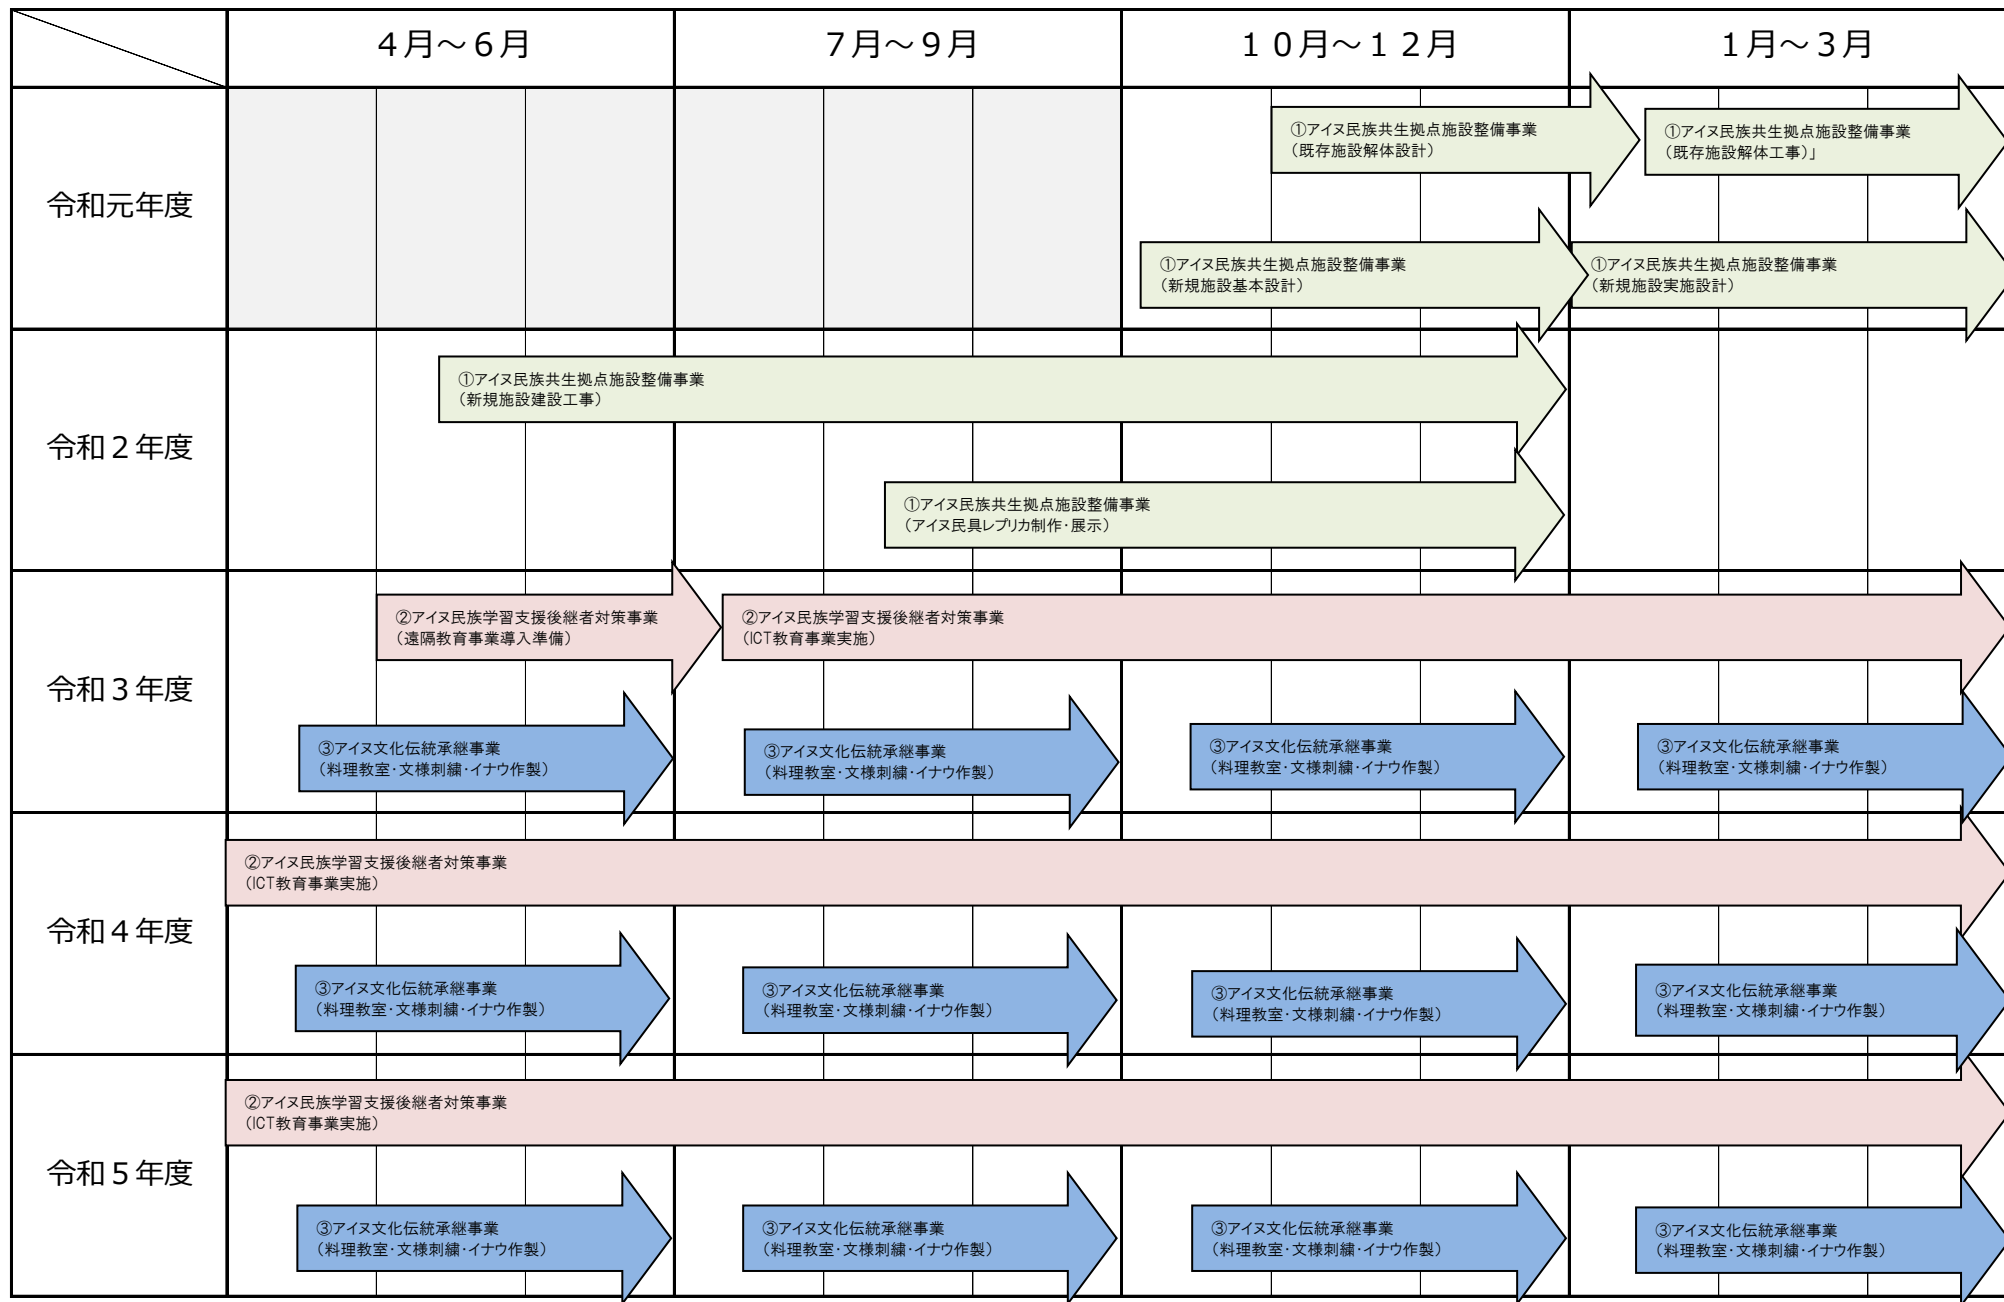 ４月～６月
７月～９月
１０月～１２月
１月～３月
令和元年度
①アイヌ民族共生拠点施設整備事業
（既存施設解体設計）
①アイヌ民族共生拠点施設整備事業
（既存施設解体工事）」
①アイヌ民族共生拠点施設整備事業
（新規施設基本設計）
①アイヌ民族共生拠点施設整備事業
（新規施設実施設計）
令和２年度
①アイヌ民族共生拠点施設整備事業
（新規施設建設工事）
①アイヌ民族共生拠点施設整備事業
（アイヌ民具レプリカ制作・展示）
令和３年度
②アイヌ民族学習支援後継者対策事業
（遠隔教育事業導入準備）
②アイヌ民族学習支援後継者対策事業
（ICT教育事業実施）
③アイヌ文化伝統承継事業
（料理教室・文様刺繍・イナウ作製）
③アイヌ文化伝統承継事業
（料理教室・文様刺繍・イナウ作製）
③アイヌ文化伝統承継事業
（料理教室・文様刺繍・イナウ作製）
③アイヌ文化伝統承継事業
（料理教室・文様刺繍・イナウ作製）
令和４年度
②アイヌ民族学習支援後継者対策事業
（ICT教育事業実施）
③アイヌ文化伝統承継事業
（料理教室・文様刺繍・イナウ作製）
③アイヌ文化伝統承継事業
（料理教室・文様刺繍・イナウ作製）
③アイヌ文化伝統承継事業
（料理教室・文様刺繍・イナウ作製）
③アイヌ文化伝統承継事業
（料理教室・文様刺繍・イナウ作製）
令和５年度
②アイヌ民族学習支援後継者対策事業
（ICT教育事業実施）
③アイヌ文化伝統承継事業
（料理教室・文様刺繍・イナウ作製）
③アイヌ文化伝統承継事業
（料理教室・文様刺繍・イナウ作製）
③アイヌ文化伝統承継事業
（料理教室・文様刺繍・イナウ作製）
③アイヌ文化伝統承継事業
（料理教室・文様刺繍・イナウ作製）